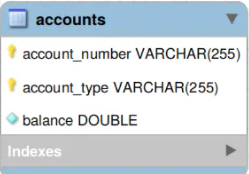 accounts
account_number VARCHAR(255)
account_type VARCHAR(255)
balance DOUBLE
Indexes